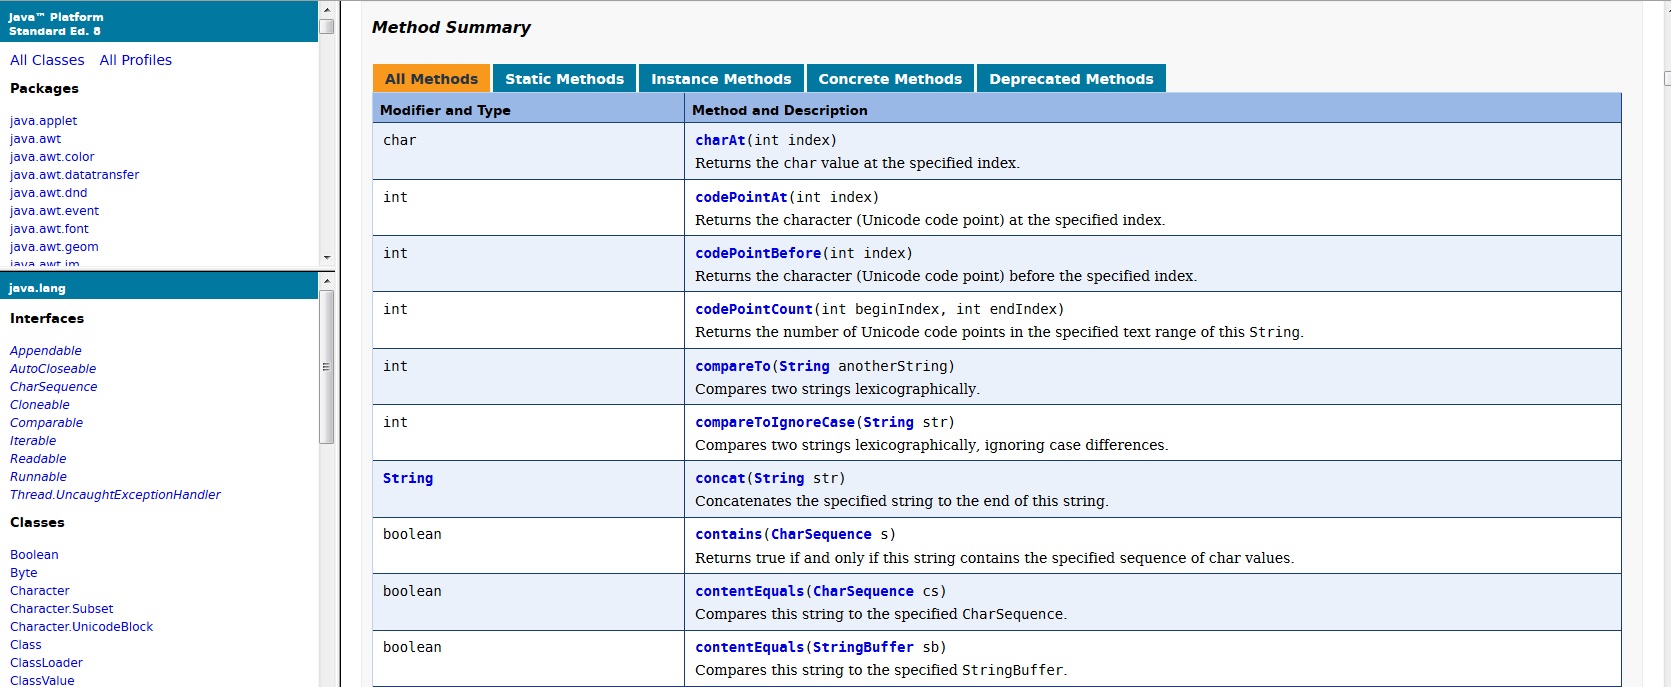 Java™ Platform
Standard Ed. 8
All Classes All Profiles
Packages
java.applet
java.awt
java.awt.color
java.awt.datatransfer
java.awt.dnd
java.awt.event
java.awt.font
java.awt.geom
java.awt.im
java.lang
Interfaces
Appendable
AutoCloseable
CharSequence
Cloneable
Comparable
Iterable
Readable
Runnable
Thread.UncaughtExceptionHandler
Classes
Boolean
Byte
Character
Character.Subset
Character.UnicodeBlock
Class
ClassLoader
ClassValue
Method Summary
All Methods Static Methods Instance Methods Concrete Methods Deprecated Methods
Modifier and Type Method and Description
char charAt(int index)
Returns the char value at the specified index.
int codePointAt(int index)
Returns the character (Unicode code point) at the specified index.
int codePointBefore(int index)
Returns the character (Unicode code point) before the specified index.
int codePointCount(int beginIndex, int endIndex)
Returns the number of Unicode code points in the specified text range of this String.
int compareTo(String anotherString)
Compares two strings lexicographically.
int compareToIgnoreCase(String str)
Compares two strings lexicographically, ignoring case differences.
String concat(String str)
Concatenates the specified string to the end of this string.
boolean contains(CharSequence s)
Returns true if and only if this string contains the specified sequence of char values.
boolean contentEquals(CharSequence cs)
Compares this string to the specified CharSequence.
boolean contentEquals(StringBuffer sb)
Compares this string to the specified StringBuffer.